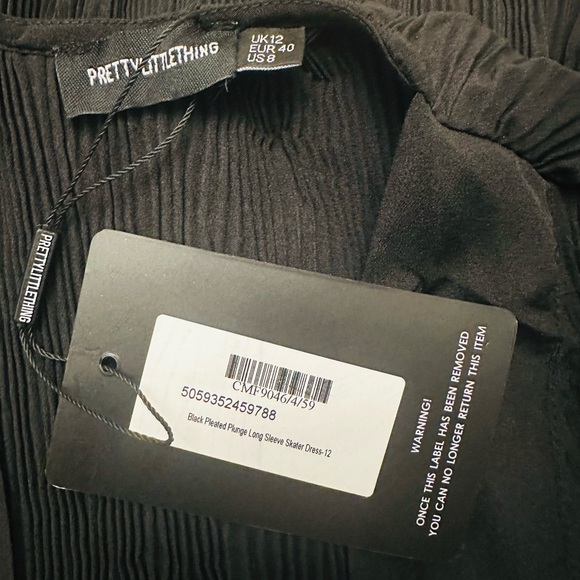 PRETTYLITTLETHING
UK12
EUR 40
US 8
PRETTYLITTLETHING
CMF9046/4/59
5059352459788
Black Pleated Plunge Long Sleeve Skater Dress-12
WARNING!
ONCE THIS LABEL HAS BEEN REMOVED
YOU CAN NO LONGER RETURN THIS ITEM